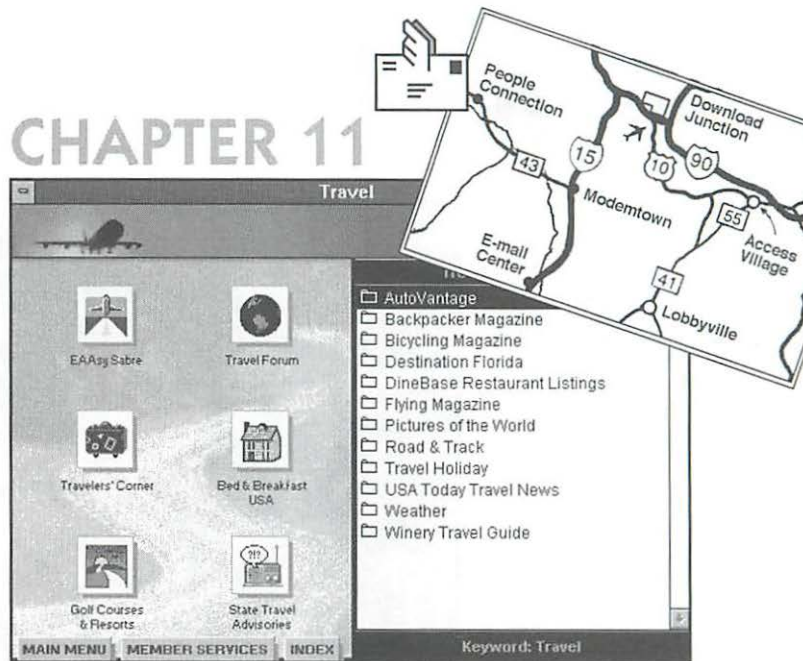 CHAPTER 11
People
Connection
Download
Junction
43
15
10
90
Modemtown
55
Access
Village
E-mail
Center
41
Lobbyville
Travel
EAAsy Sabre
Travel Forum
Travelers' Corner
Bed & Breakfast
USA
Golf Courses
& Resorts
?!?
State Travel
Advisories
AutoVantage
Backpacker Magazine
Bicycling Magazine
Destination Florida
DineBase Restaurant Listings
Flying Magazine
Pictures of the World
Road & Track
Travel Holiday
USA Today Travel News
Weather
Winery Travel Guide
MAIN MENU
MEMBER SERVICES
INDEX
Keyword: Travel